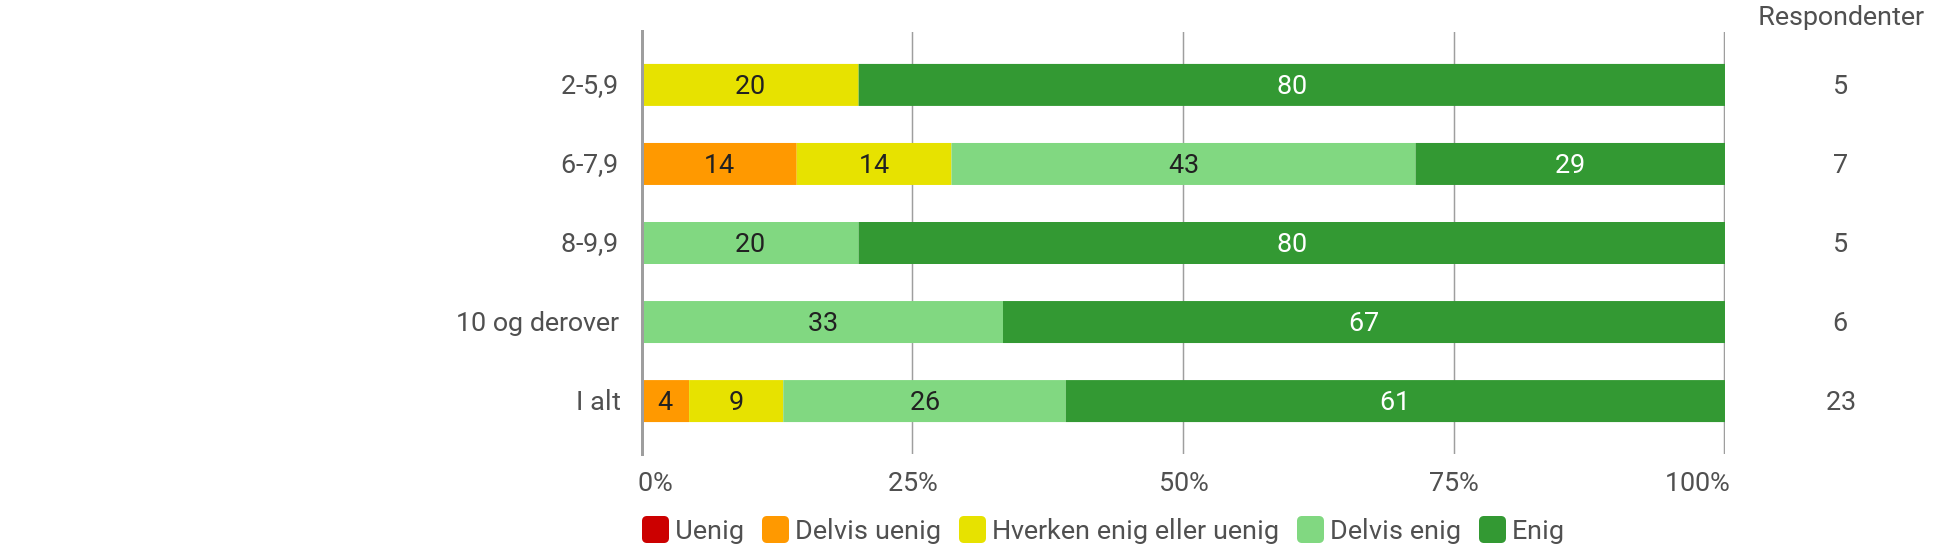 Respondenter
2-5,9 20 80 5
6-7,9 14 14 43 29 7
8-9,9 20 80 5
10 og derover 33 67 6
I alt 4 9 26 61 23
0% 25% 50% 75% 100%
Uenig Delvis uenig Hverken enig eller uenig Delvis enig Enig